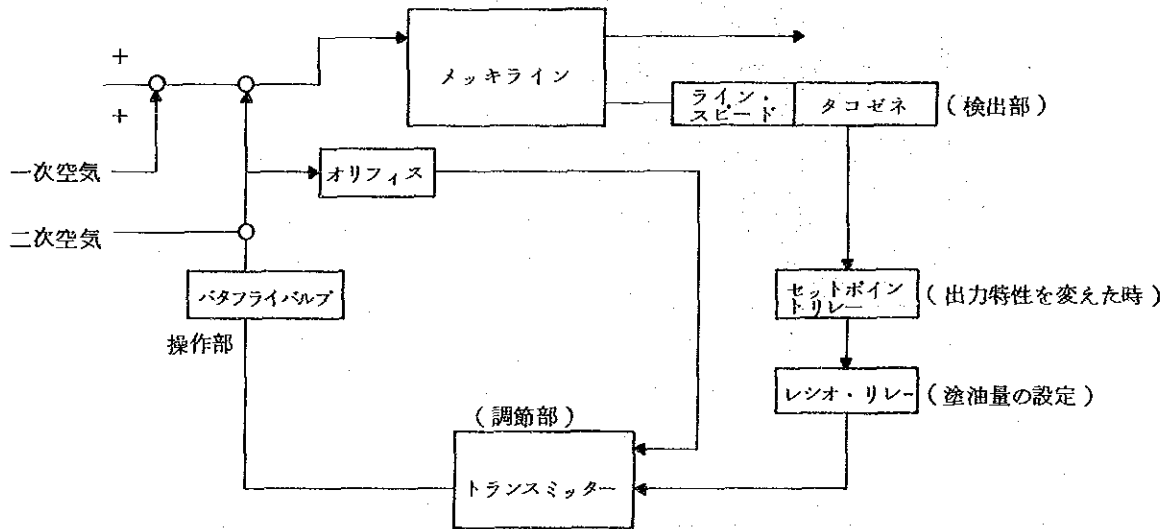 +
メッキライン
ライン・
スピード
タコゼネ
(検出部)
+
一次空気
オリフィス
二次空気
バタフライバルブ
操作部
セットポイン
トリレー
(出力特性を変えた時)
レシオ・リレー
(塗油量の設定)
(調節部)
トランスミッター